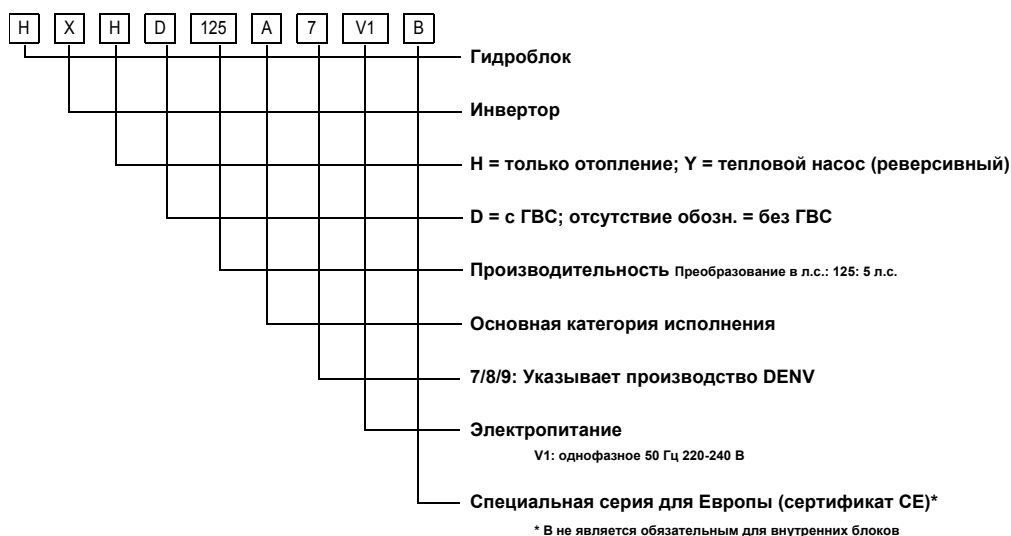 H X H D 125 A 7 V1 B
Гидроблок
Инвертор
H = только отопление; Y = тепловой насос (реверсивный)
D = с ГВС; отсутствие обозн. = без ГВС
Производительность Преобразование в л.с.: 125: 5 л.с.
Основная категория исполнения
7/8/9: Указывает производство DENV
Электропитание
V1: однофазное 50 Гц 220-240 В
Специальная серия для Европы (сертификат CE)*
* B не является обязательным для внутренних блоков